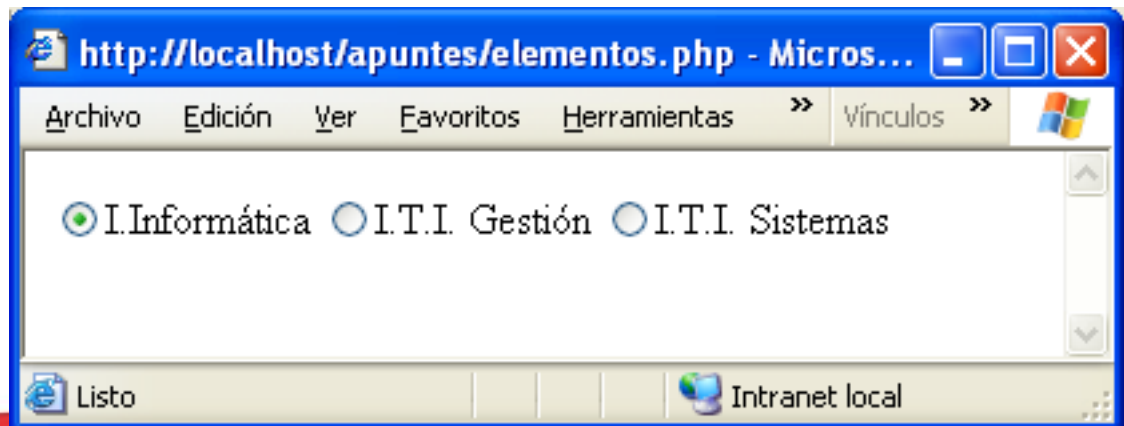 http://localhost/apuntes/elementos.php - Micros...
Archivo Edición Ver Favoritos Herramientas » Vínculos »
I.Informática I.T.I. Gestión I.T.I. Sistemas
Listo Intranet local